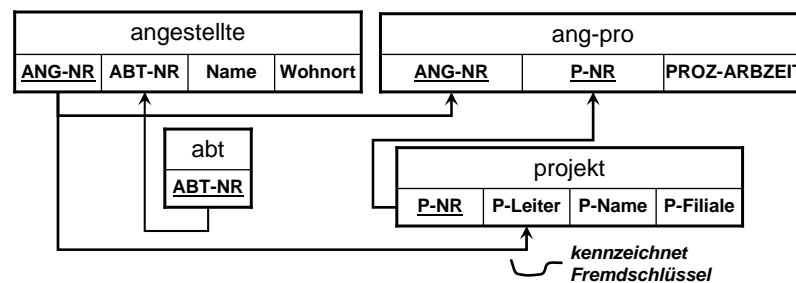 angestellte
ANG-NR ABT-NR Name Wohnort
ang-pro
ANG-NR P-NR PROZ-ARBZEIT
abt
ABT-NR
projekt
P-NR P-Leiter P-Name P-Filiale
kennzeichnet
Fremdschlüssel